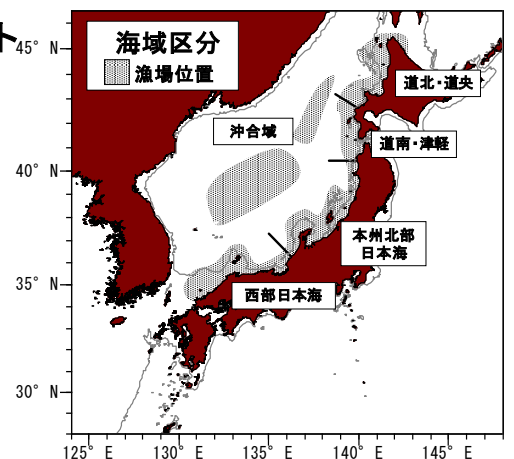 ト
海域区分
漁場位置
道北・道央
沖合域
道南・津軽
本州北部
日本海
西部日本海
45° N
40° N
35° N
30° N
125° E
130° E
135° E
140° E
145° E